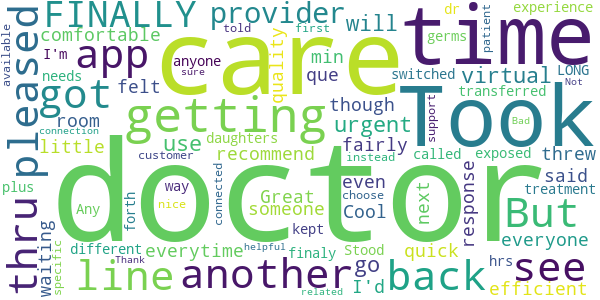 FINALLY provider care time
dr experience
told first
patient
available
comfortable app will min germs
I'm anyone que quality switched virtual
needs felt though support transferred LONG Not sure
pleased got getting Took
room daughters urgent called exposed threw
connection
little use recommend fairly instead Bad
customer even next response said
plus way Great someone Cool choose treatment
thru waiting doctor But see
Any forth nice connected kept go Stood quick everyone
specific different everytime finaly hrs
Thank line another helpful I'd related back efficient